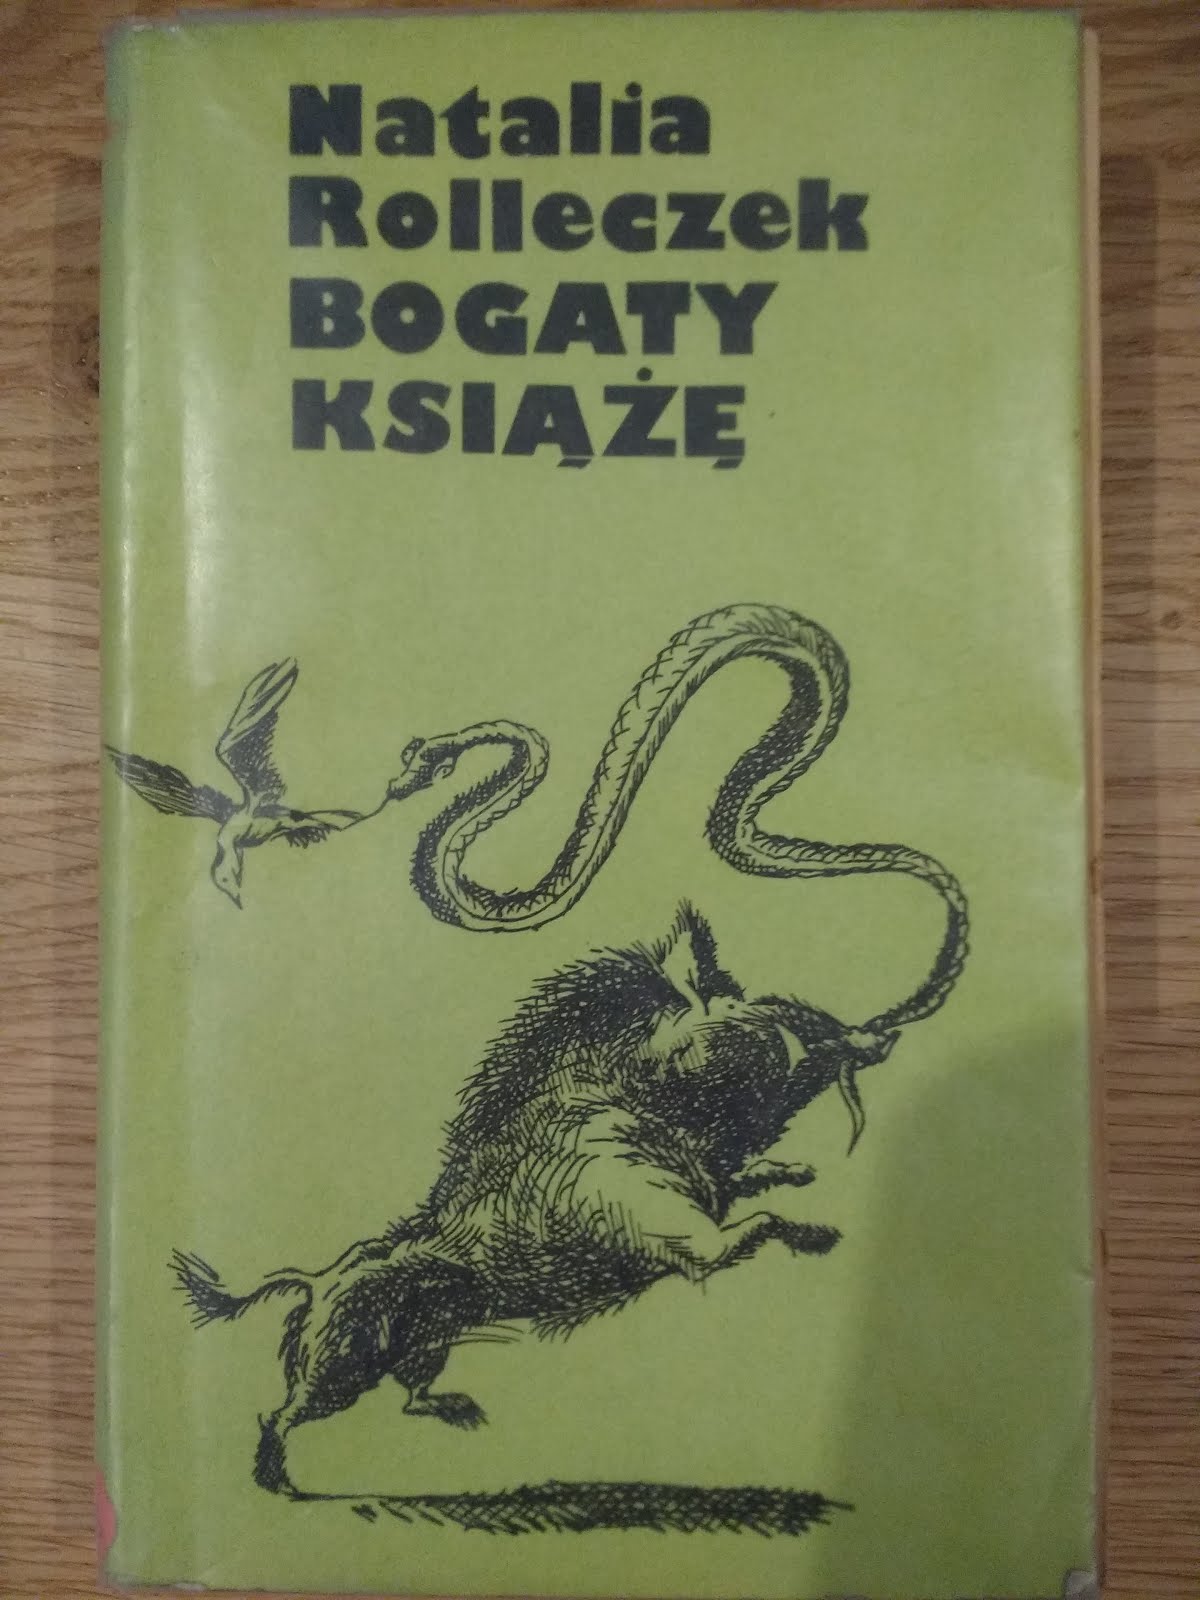 Natalia
Rolleczek
BOGATY
KSIĄŻĘ